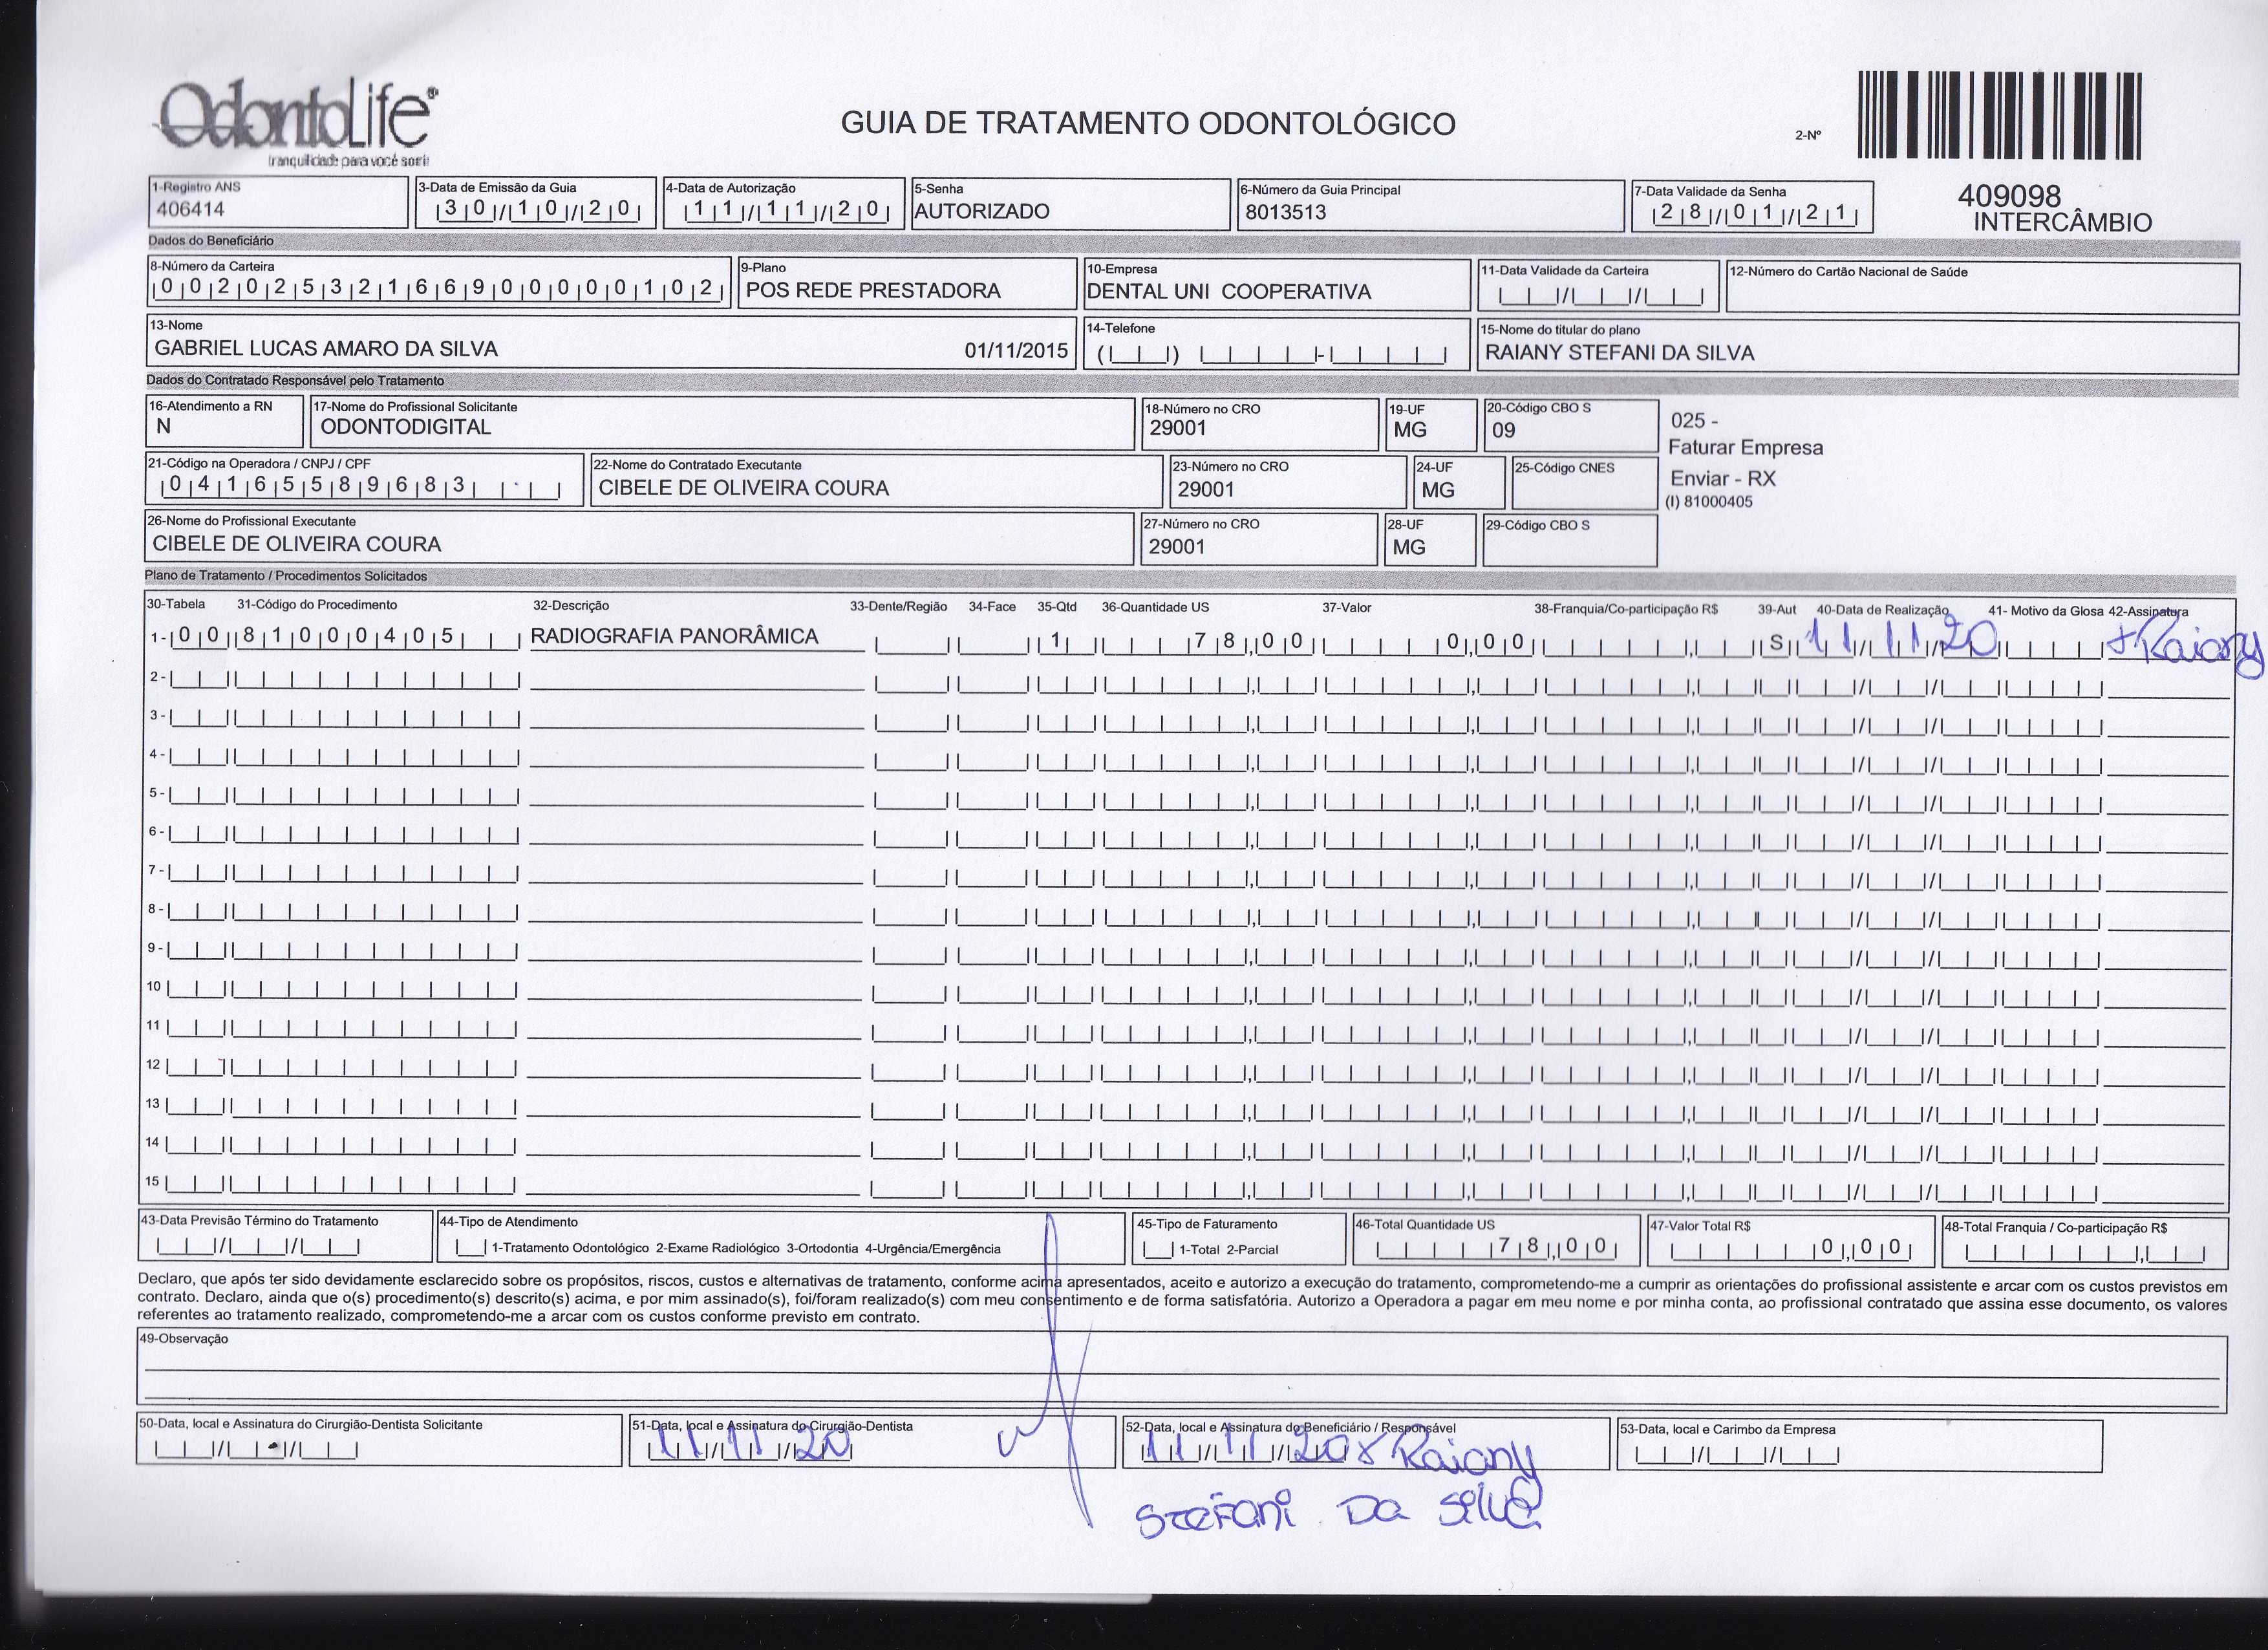 OdontoLife®
tranquilidade para você sorrir
GUIA DE TRATAMENTO ODONTOLÓGICO
2-Nº
409098
INTERCÂMBIO
1-Registro ANS
406414
3-Data de Emissão da Guia
30/10/20
4-Data de Autorização
11/11/20
5-Senha
AUTORIZADO
6-Número da Guia Principal
8013513
7-Data Validade da Senha
28/01/21
Dados do Beneficiário
8-Número da Carteira
00202532166900000102
9-Plano
POS REDE PRESTADORA
10-Empresa
DENTAL UNI COOPERATIVA
11-Data Validade da Carteira
12-Número do Cartão Nacional de Saúde
13-Nome
GABRIEL LUCAS AMARO DA SILVA 01/11/2015
14-Telefone
15-Nome do titular do plano
RAIANY STEFANI DA SILVA
Dados do Contratado Responsável pelo Tratamento
16-Atendimento a RN
N
17-Nome do Profissional Solicitante
ODONTODIGITAL
18-Número no CRO
29001
19-UF
MG
20-Código CBO S
09
025 -
Faturar Empresa
Enviar - RX
(I) 81000405
21-Código na Operadora / CNPJ / CPF
04165589683
22-Nome do Contratado Executante
CIBELE DE OLIVEIRA COURA
23-Número no CRO
29001
24-UF
MG
25-Código CNES
26-Nome do Profissional Executante
CIBELE DE OLIVEIRA COURA
27-Número no CRO
29001
28-UF
MG
29-Código CBO S
Plano de Tratamento / Procedimentos Solicitados
30-Tabela 31-Código do Procedimento 32-Descrição 33-Dente/Região 34-Face 35-Qtd 36-Quantidade US 37-Valor 38-Franquia/Co-participação R$ 39-Aut 40-Data de Realização 41- Motivo da Glosa 42-Assinatura
1- 00 81000405 RADIOGRAFIA PANORÂMICA 1 78,00 0,00 S 11/11/20 Raiany
2-
3-
4-
5-
6-
7-
8-
9-
10
11
12
13
14
15
43-Data Previsão Término do Tratamento
44-Tipo de Atendimento
1-Tratamento Odontológico 2-Exame Radiológico 3-Ortodontia 4-Urgência/Emergência
45-Tipo de Faturamento
1-Total 2-Parcial
46-Total Quantidade US
78,00
47-Valor Total R$
0,00
48-Total Franquia / Co-participação R$
Declaro, que após ter sido devidamente esclarecido sobre os propósitos, riscos, custos e alternativas de tratamento, conforme acima apresentados, aceito e autorizo a execução do tratamento, comprometendo-me a cumprir as orientações do profissional assistente e arcar com os custos previstos em
contrato. Declaro, ainda que o(s) procedimento(s) descrito(s) acima, e por mim assinado(s), foi/foram realizado(s) com meu consentimento e de forma satisfatória. Autorizo a Operadora a pagar em meu nome e por minha conta, ao profissional contratado que assina esse documento, os valores
referentes ao tratamento realizado, comprometendo-me a arcar com os custos conforme previsto em contrato.
49-Observação
50-Data, local e Assinatura do Cirurgião-Dentista Solicitante
51-Data, local e Assinatura do Cirurgião-Dentista
11/11/20
52-Data, local e Assinatura do Beneficiário / Responsável
11/11/20 x Raiany
Stefani Da Silva
53-Data, local e Carimbo da Empresa